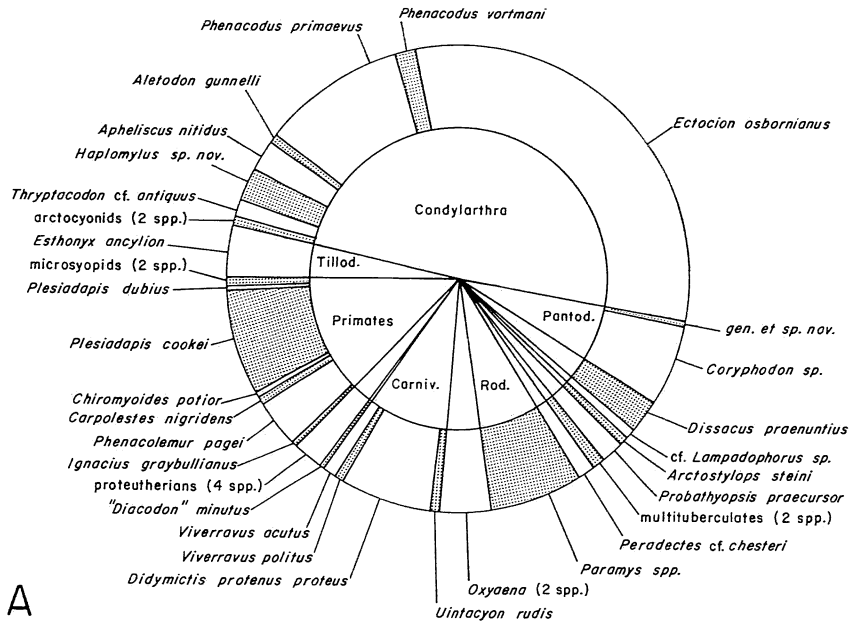 Phenacodus vortmani
Phenacodus primaevus
Aletodon gunnelli
Ectocion osbornianus
Apheliscus nitidus
Haplomylus sp. nov.
Thryptacodon cf. antiquus
arctocyonids (2 spp.)
Condylarthra
Esthonyx ancylion
Tillod.
microsyopids (2 spp.)
Plesiadapis dubius
Primates
Pantod.
gen. et sp. nov.
Plesiadapis cookei
Coryphodon sp.
Carniv.
Rod.
Chiromyoides potior
Carpolestes nigridens
Dissacus praenuntius
Phenacolemur pagei
cf. Lampadophorus sp.
Ignacius graybullianus
Arctostylops steini
proteutherians (4 spp.)
Probathyopsis praecursor
"Diacodon" minutus
multituberculates (2 spp.)
Viverravus acutus
Peradectes cf. chesteri
Viverravus politus
Paramys spp.
Didymictis protenus proteus
Oxyaena (2 spp.)
Uintacyon rudis
A